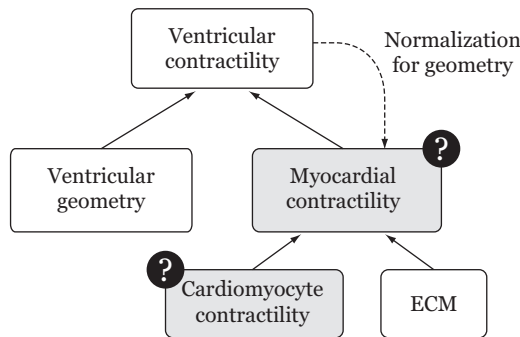 Ventricular
contractility
Normalization
for geometry
Ventricular
geometry
Myocardial
contractility
?
?
Cardiomyocyte
contractility
ECM